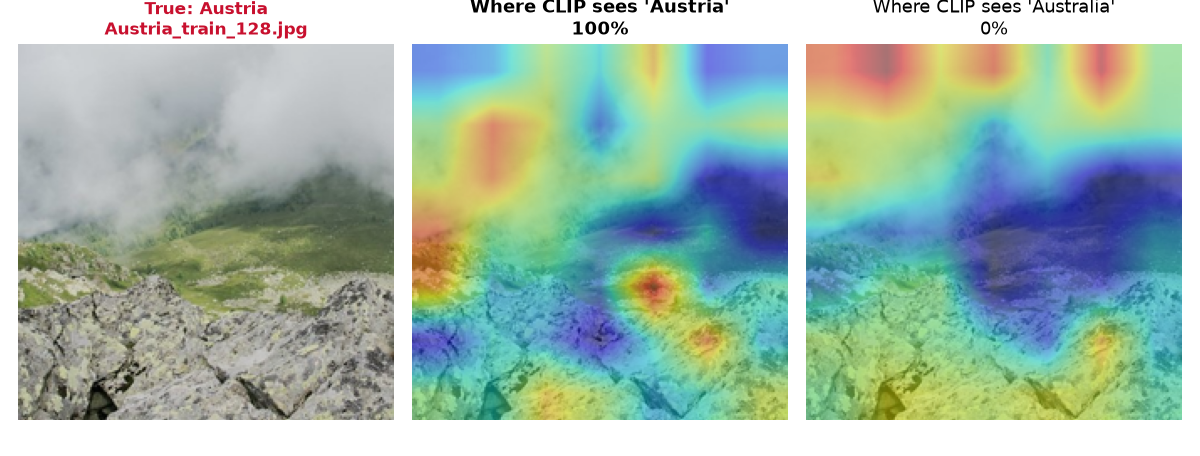 True: Austria
Austria_train_128.jpg
Where CLIP sees 'Austria'
100%
Where CLIP sees 'Australia'
0%